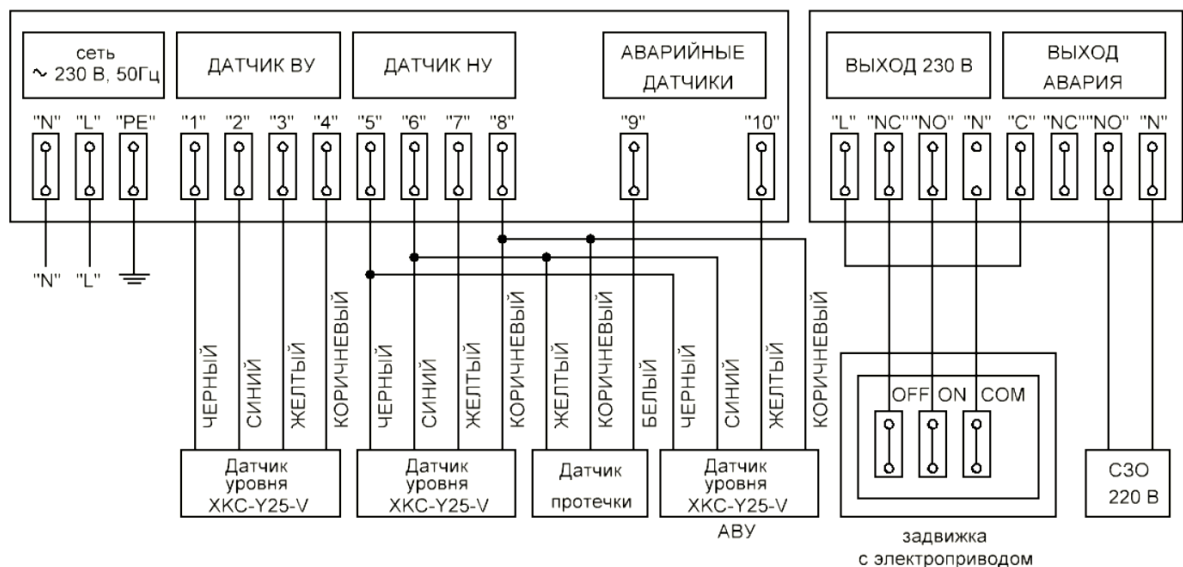 сеть
~ 230 В, 50Гц
ДАТЧИК ВУ
ДАТЧИК НУ
АВАРИЙНЫЕ
ДАТЧИКИ
ВЫХОД 230 В
ВЫХОД
АВАРИЯ
"N" "L" "PE" "1" "2" "3" "4" "5" "6" "7" "8" "9" "10" "L" "NC" "NO" "N" "C" "NC" "NO" "N"
"N" "L"
ЧЕРНЫЙ
СИНИЙ
ЖЕЛТЫЙ
КОРИЧНЕВЫЙ
ЧЕРНЫЙ
СИНИЙ
ЖЕЛТЫЙ
КОРИЧНЕВЫЙ
ЖЕЛТЫЙ
КОРИЧНЕВЫЙ
БЕЛЫЙ
ЧЕРНЫЙ
СИНИЙ
ЖЕЛТЫЙ
КОРИЧНЕВЫЙ
OFF ON COM
Датчик
уровня
XKC-Y25-V
Датчик
уровня
XKC-Y25-V
Датчик
протечки
Датчик
уровня
XKC-Y25-V
АВУ
СЗО
220 В
задвижка
с электроприводом